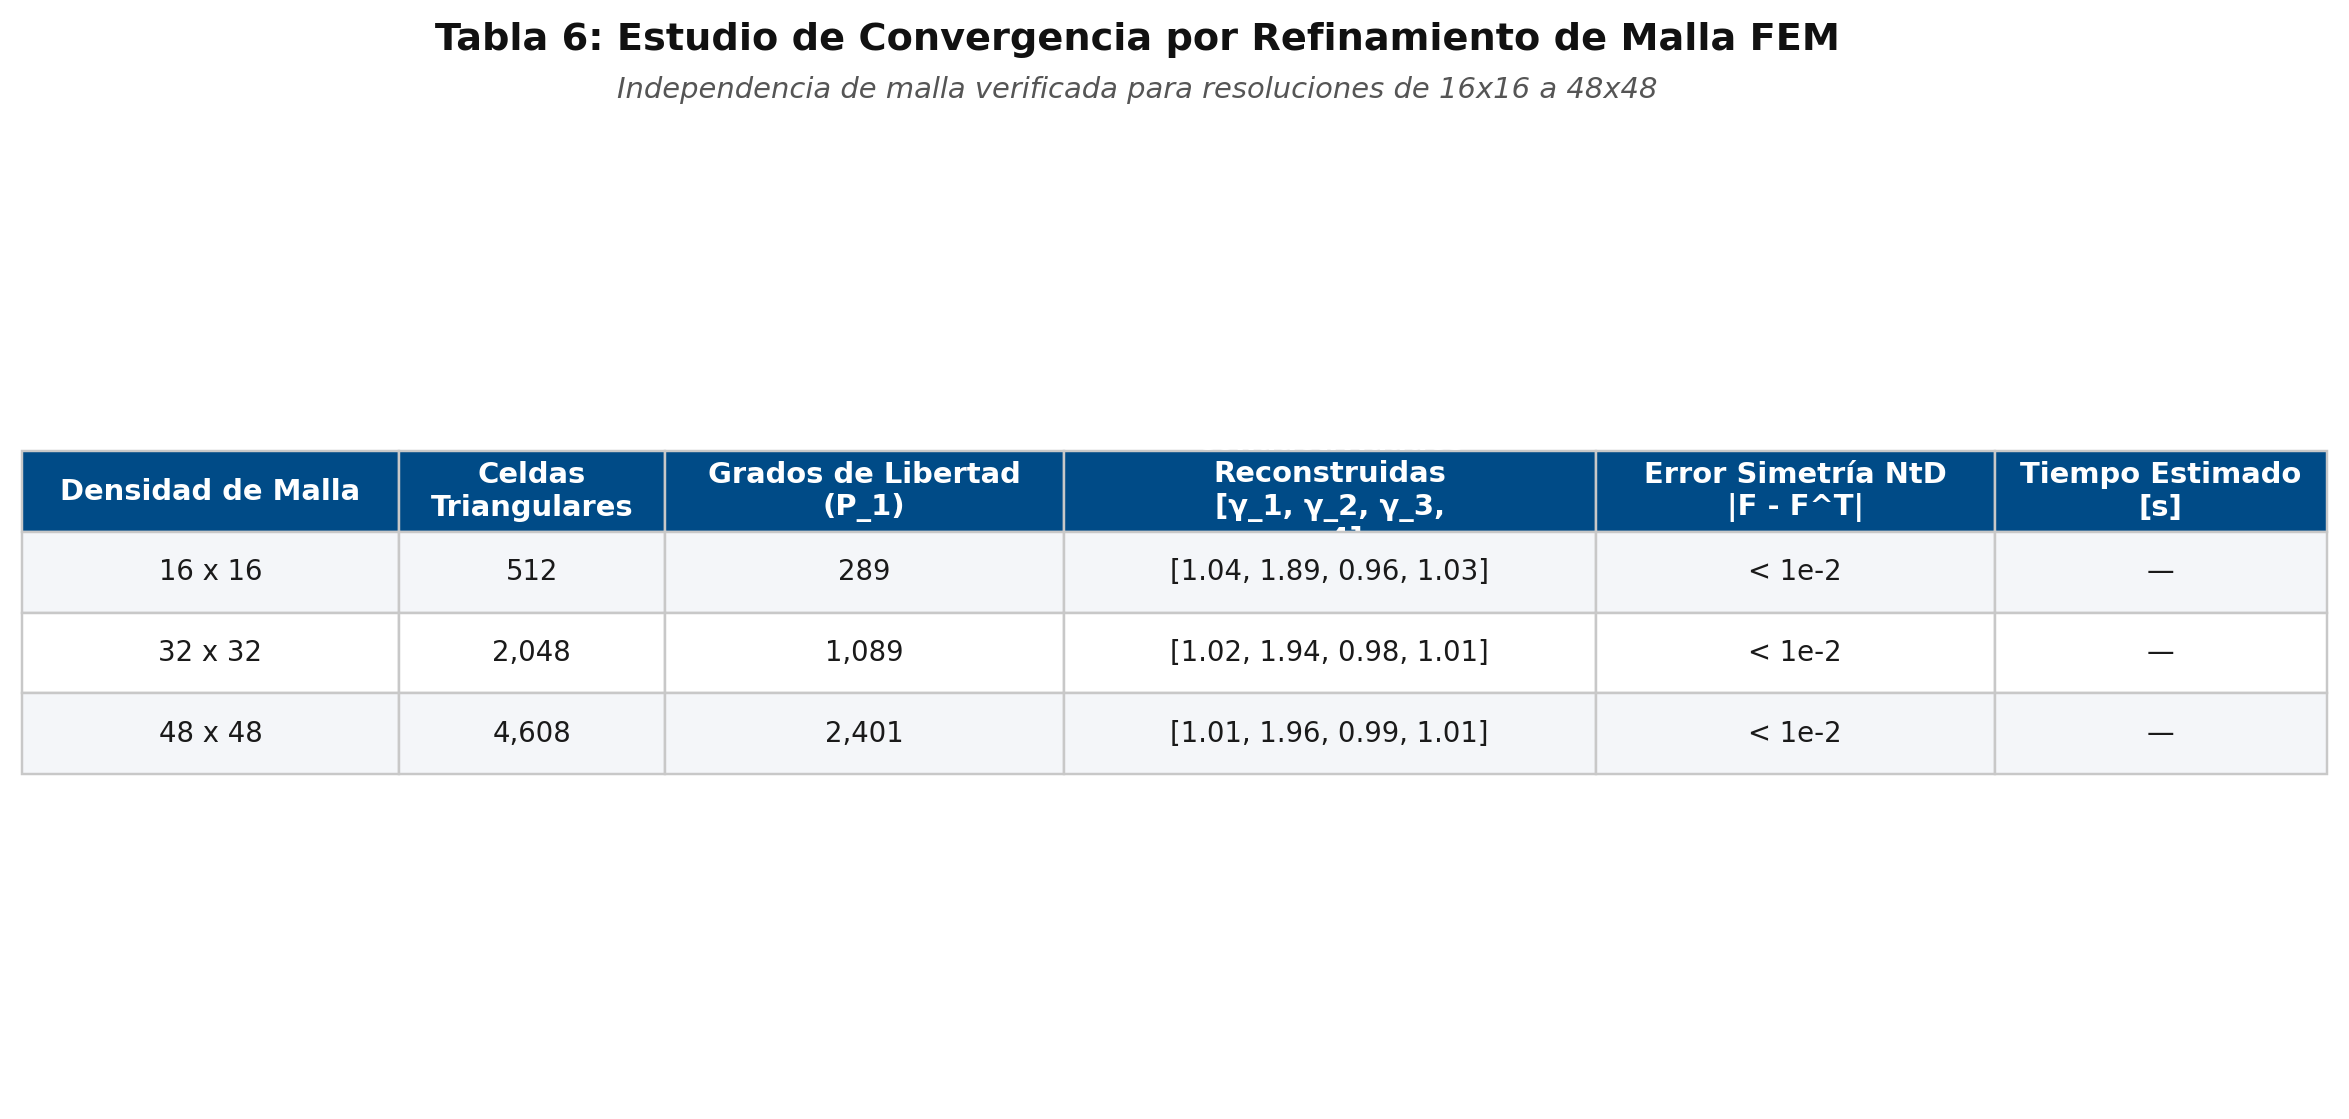 Tabla 6: Estudio de Convergencia por Refinamiento de Malla FEM
Independencia de malla verificada para resoluciones de 16x16 a 48x48
Densidad de Malla
Celdas
Triangulares
Grados de Libertad
(P_1)
Reconstruidas
[γ_1, γ_2, γ_3,
Error Simetría NtD
|F - F^T|
Tiempo Estimado
[s]
16 x 16 512 289 [1.04, 1.89, 0.96, 1.03] < 1e-2 —
32 x 32 2,048 1,089 [1.02, 1.94, 0.98, 1.01] < 1e-2 —
48 x 48 4,608 2,401 [1.01, 1.96, 0.99, 1.01] < 1e-2 —